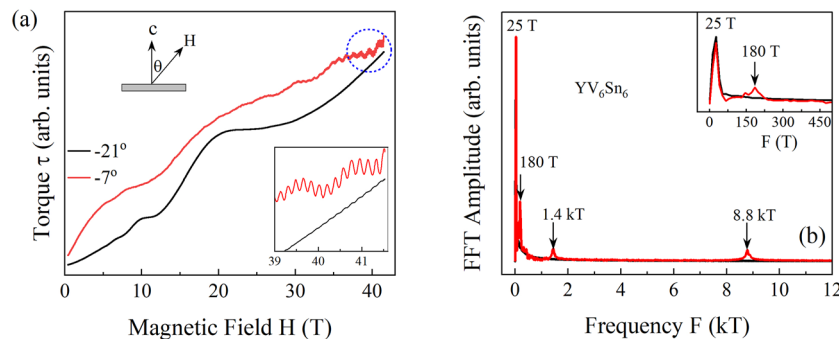 (a)
c
H
θ
Torque τ (arb. units)
-21°
-7°
39 40 41
0 10 20 30 40
Magnetic Field H (T)
25 T
FFT Amplitude (arb. units)
YV₆Sn₆
180 T
1.4 kT
8.8 kT
(b)
0 2 4 6 8 10 12
Frequency F (kT)
25 T
180 T
0 150 300 450
F (T)